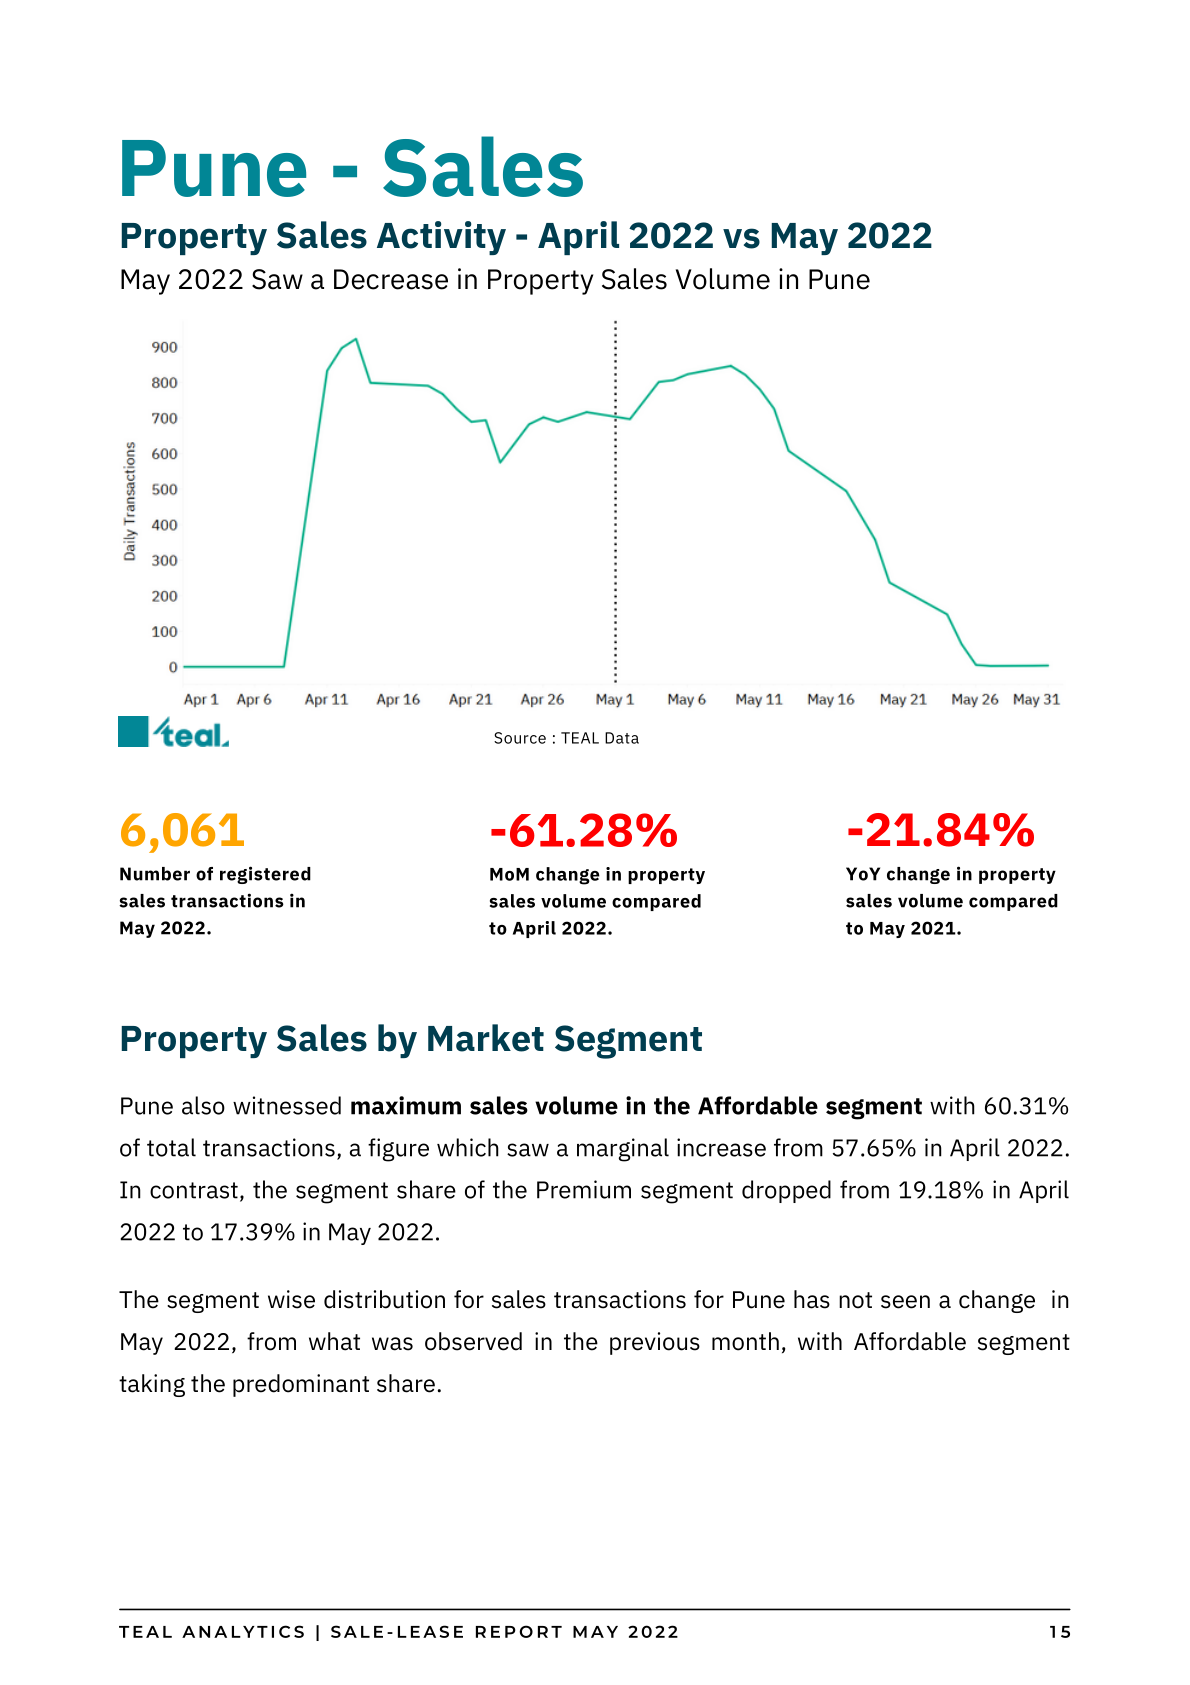 Pune - Sales
Property Sales Activity - April 2022 vs May 2022
May 2022 Saw a Decrease in Property Sales Volume in Pune
900
800
700
600
500
400
300
200
100
0
Daily Transactions
Apr 1 Apr 6 Apr 11 Apr 16 Apr 21 Apr 26 May 1 May 6 May 11 May 16 May 21 May 26 May 31
teal.
Source : TEAL Data
6,061
Number of registered
sales transactions in
May 2022.
-61.28%
MoM change in property
sales volume compared
to April 2022.
-21.84%
YoY change in property
sales volume compared
to May 2021.
Property Sales by Market Segment
Pune also witnessed maximum sales volume in the Affordable segment with 60.31%
of total transactions, a figure which saw a marginal increase from 57.65% in April 2022.
In contrast, the segment share of the Premium segment dropped from 19.18% in April
2022 to 17.39% in May 2022.
The segment wise distribution for sales transactions for Pune has not seen a change in
May 2022, from what was observed in the previous month, with Affordable segment
taking the predominant share.
TEAL ANALYTICS | SALE-LEASE REPORT MAY 2022 15